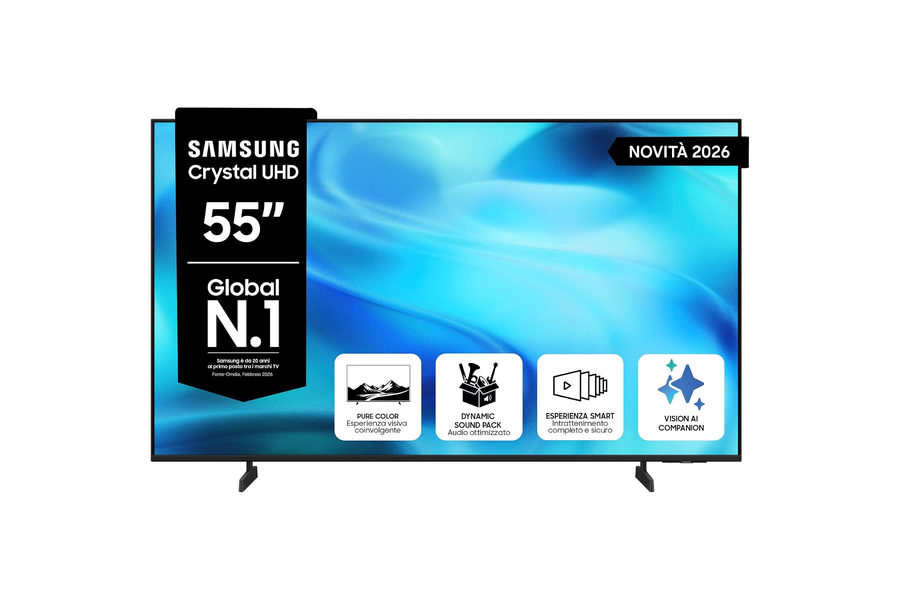 SAMSUNG
Crystal UHD
55”
Global
N.1
Samsung è da 20 anni
al primo posto tra i marchi TV
Fonte-Omdia, Febbraio 2026
NOVITÀ 2026
PURE COLOR
Esperienza visiva
coinvolgente
DYNAMIC
SOUND PACK
Audio ottimizzato
ESPERIENZA SMART
Intrattenimento
completo e sicuro
VISION AI
COMPANION